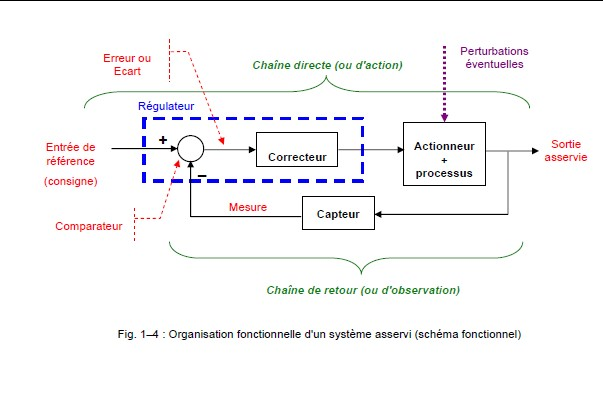 Erreur ou
Ecart
Chaîne directe (ou d'action)
Perturbations
éventuelles
Régulateur
Entrée de
référence
(consigne)
+
−
Correcteur
Actionneur
+
processus
Sortie
asservie
Comparateur
Mesure
Capteur
Chaîne de retour (ou d'observation)
Fig. 1–4 : Organisation fonctionnelle d'un système asservi (schéma fonctionnel)